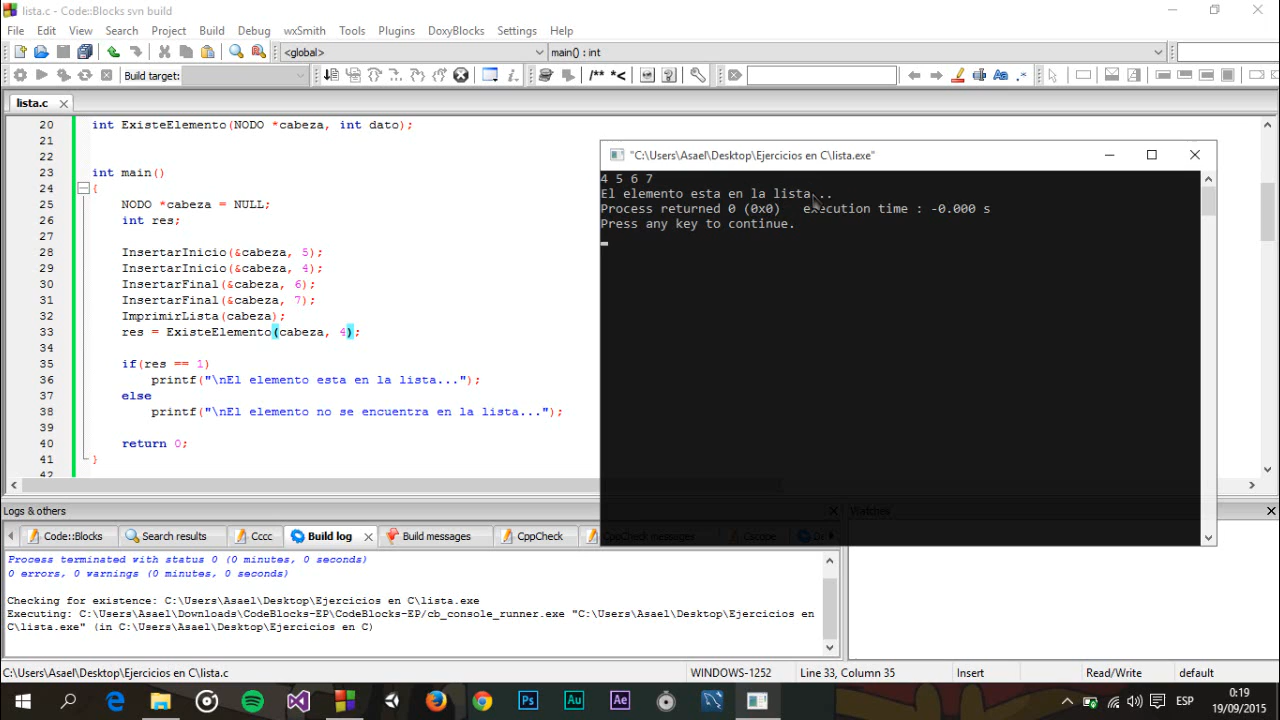 lista.c - Code::Blocks svn build
File Edit View Search Project Build Debug wxSmith Tools Plugins DoxyBlocks Settings Help
<global> main() : int
Build target: /** *<
lista.c
20 int ExisteElemento(NODO *cabeza, int dato);
21
22
23 int main()
24 {
25 NODO *cabeza = NULL;
26 int res;
27
28 InsertarInicio(&cabeza, 5);
29 InsertarInicio(&cabeza, 4);
30 InsertarFinal(&cabeza, 6);
31 InsertarFinal(&cabeza, 7);
32 ImprimirLista(cabeza);
33 res = ExisteElemento(cabeza, 4);
34
35 if(res == 1)
36 printf("\nEl elemento esta en la lista...");
37 else
38 printf("\nEl elemento no se encuentra en la lista...");
39
40 return 0;
41 }
42
"C:\Users\Asael\Desktop\Ejercicios en C\lista.exe"
4 5 6 7
El elemento esta en la lista...
Process returned 0 (0x0) execution time : -0.000 s
Press any key to continue.
Logs & others
Watches
Code::Blocks Search results Cccc Build log Build messages CppCheck CppCheck messages Cscope
Process terminated with status 0 (0 minutes, 0 seconds)
0 errors, 0 warnings (0 minutes, 0 seconds)
Checking for existence: C:\Users\Asael\Desktop\Ejercicios en C\lista.exe
Executing: C:\Users\Asael\Downloads\CodeBlocks-EP\CodeBlocks-EP/cb_console_runner.exe "C:\Users\Asael\Desktop\Ejercicios en
C\lista.exe" (in C:\Users\Asael\Desktop\Ejercicios en C)
C:\Users\Asael\Desktop\Ejercicios en C\lista.c WINDOWS-1252 Line 33, Column 35 Insert Read/Write default
Ps Au Ae
ESP
0:19
19/09/2015